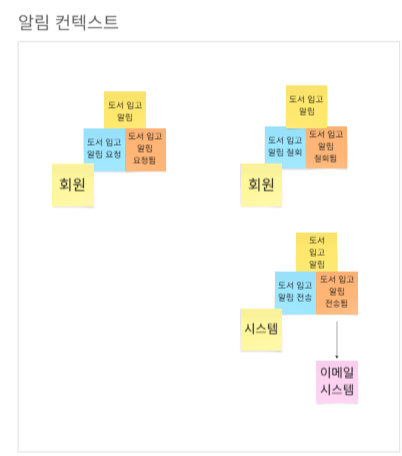 알림 컨텍스트
도서 입고
알림
도서 입고
알림 요청
도서 입고
알림
요청됨
회원
도서 입고
알림
도서 입고
알림 철회
도서 입고
알림
철회됨
회원
도서
입고
알림
도서 입고
알림 전송
도서 입고
알림
전송됨
시스템
이메일
시스템